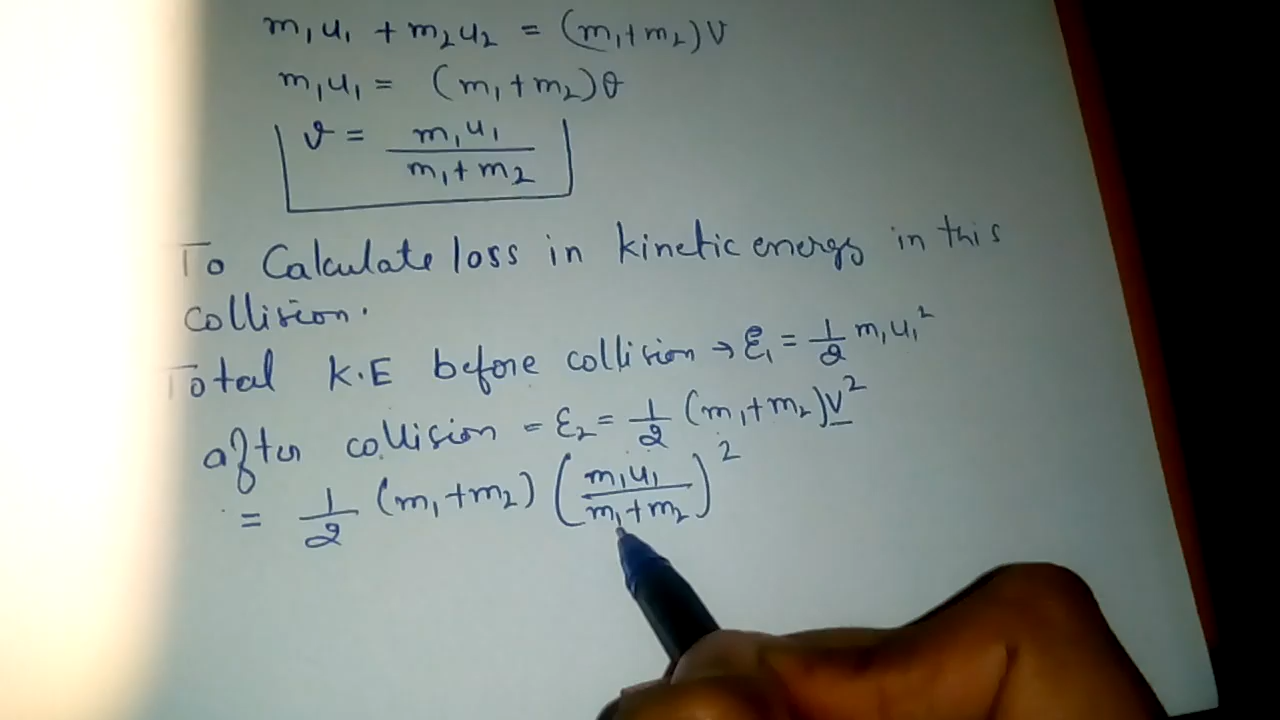 m₁u₁ + m₂u₂ = (m₁+m₂)v
m₁u₁ = (m₁+m₂)v
v = m₁u₁ / (m₁+m₂)
To Calculate loss in kinetic energy in this
collision.
Total K.E before collision → E₁ = 1/2 m₁u₁²
after collision = E₂ = 1/2 (m₁+m₂)v²
= 1/2 (m₁+m₂) (m₁u₁ / (m₁+m₂))²